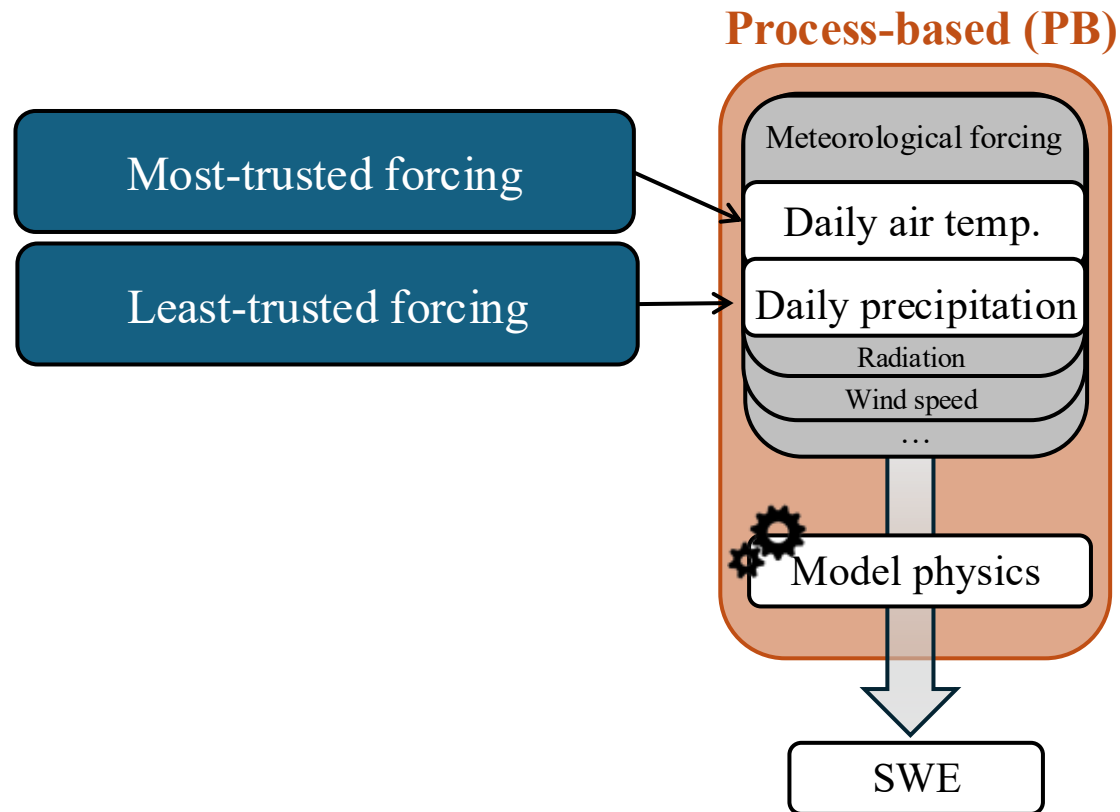 Process-based (PB)
Meteorological forcing
Most-trusted forcing
Daily air temp.
Least-trusted forcing
Daily precipitation
Radiation
Wind speed
...
Model physics
SWE